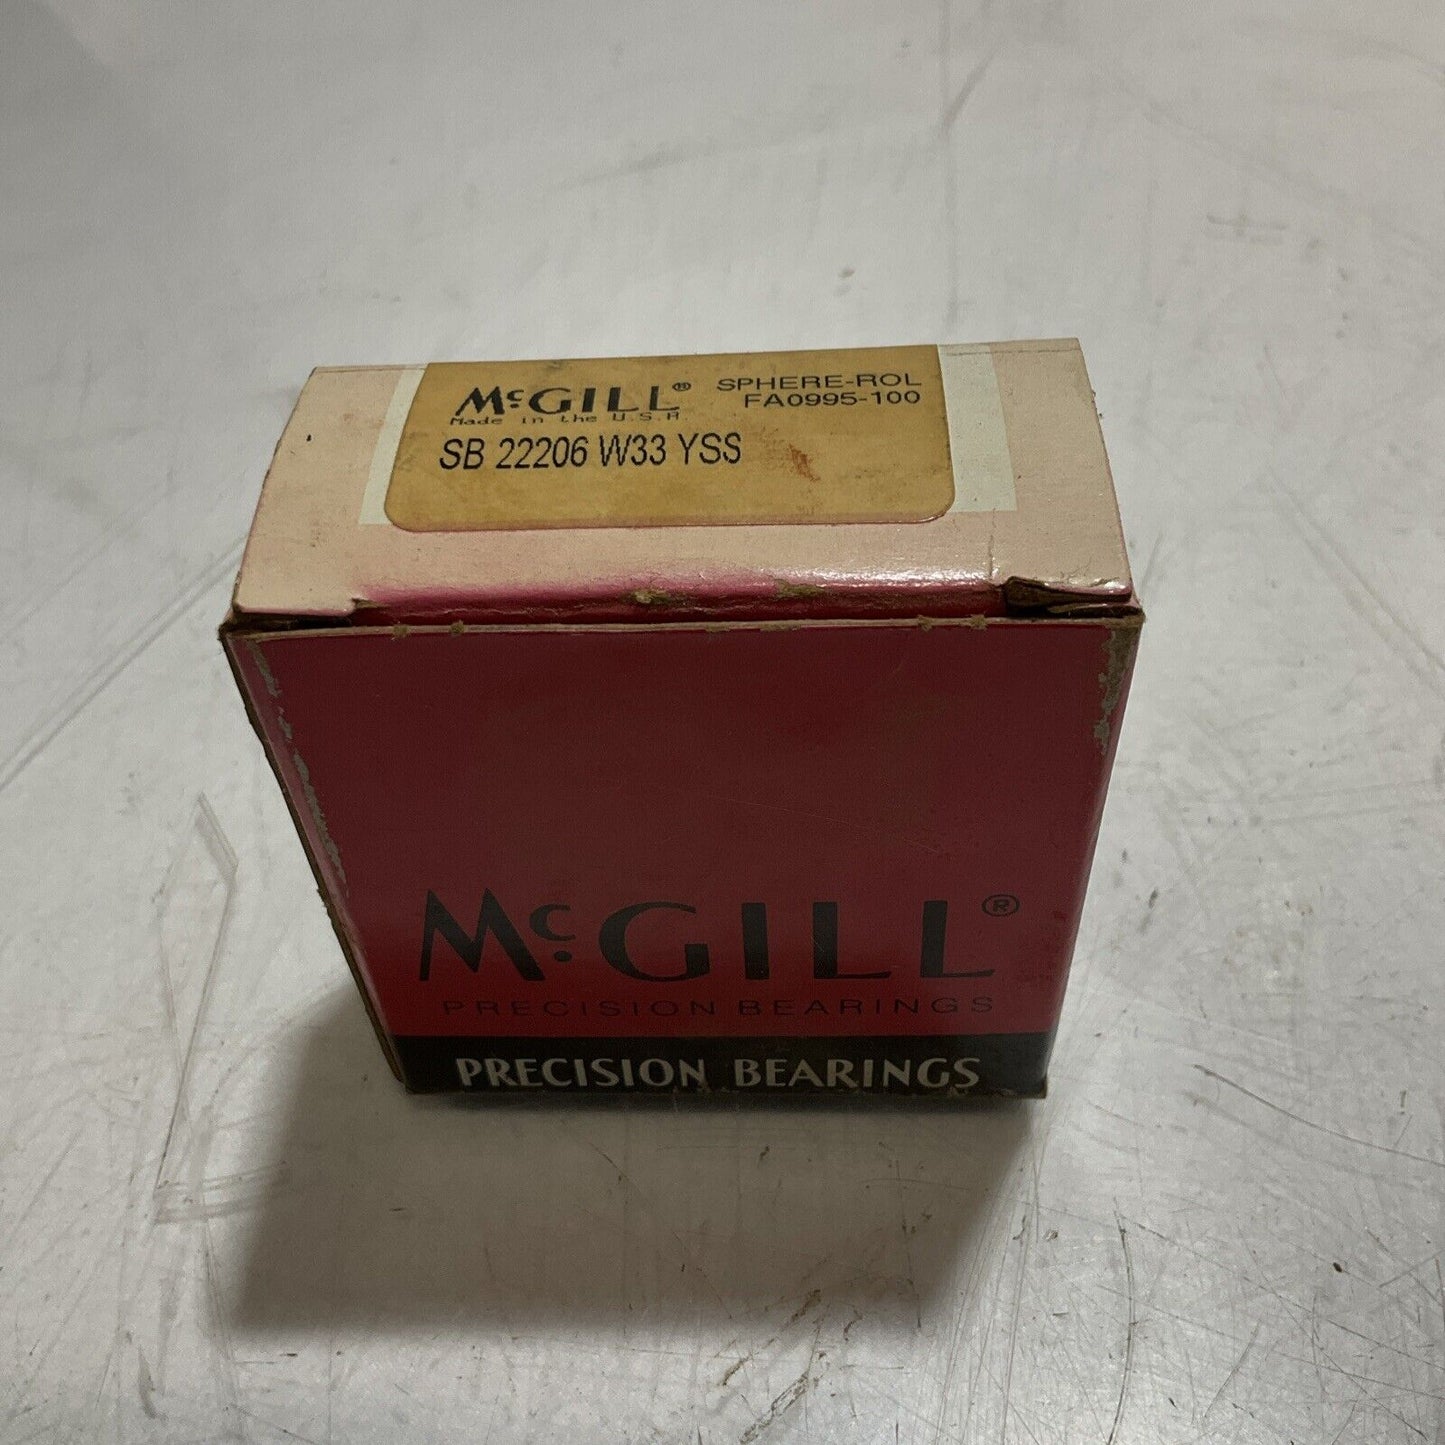 McGILL® SPHERE-ROL
Made in the U.S.A FA0995-100
SB 22206 W33 YSS
McGILL®
PRECISION BEARINGS
PRECISION BEARINGS